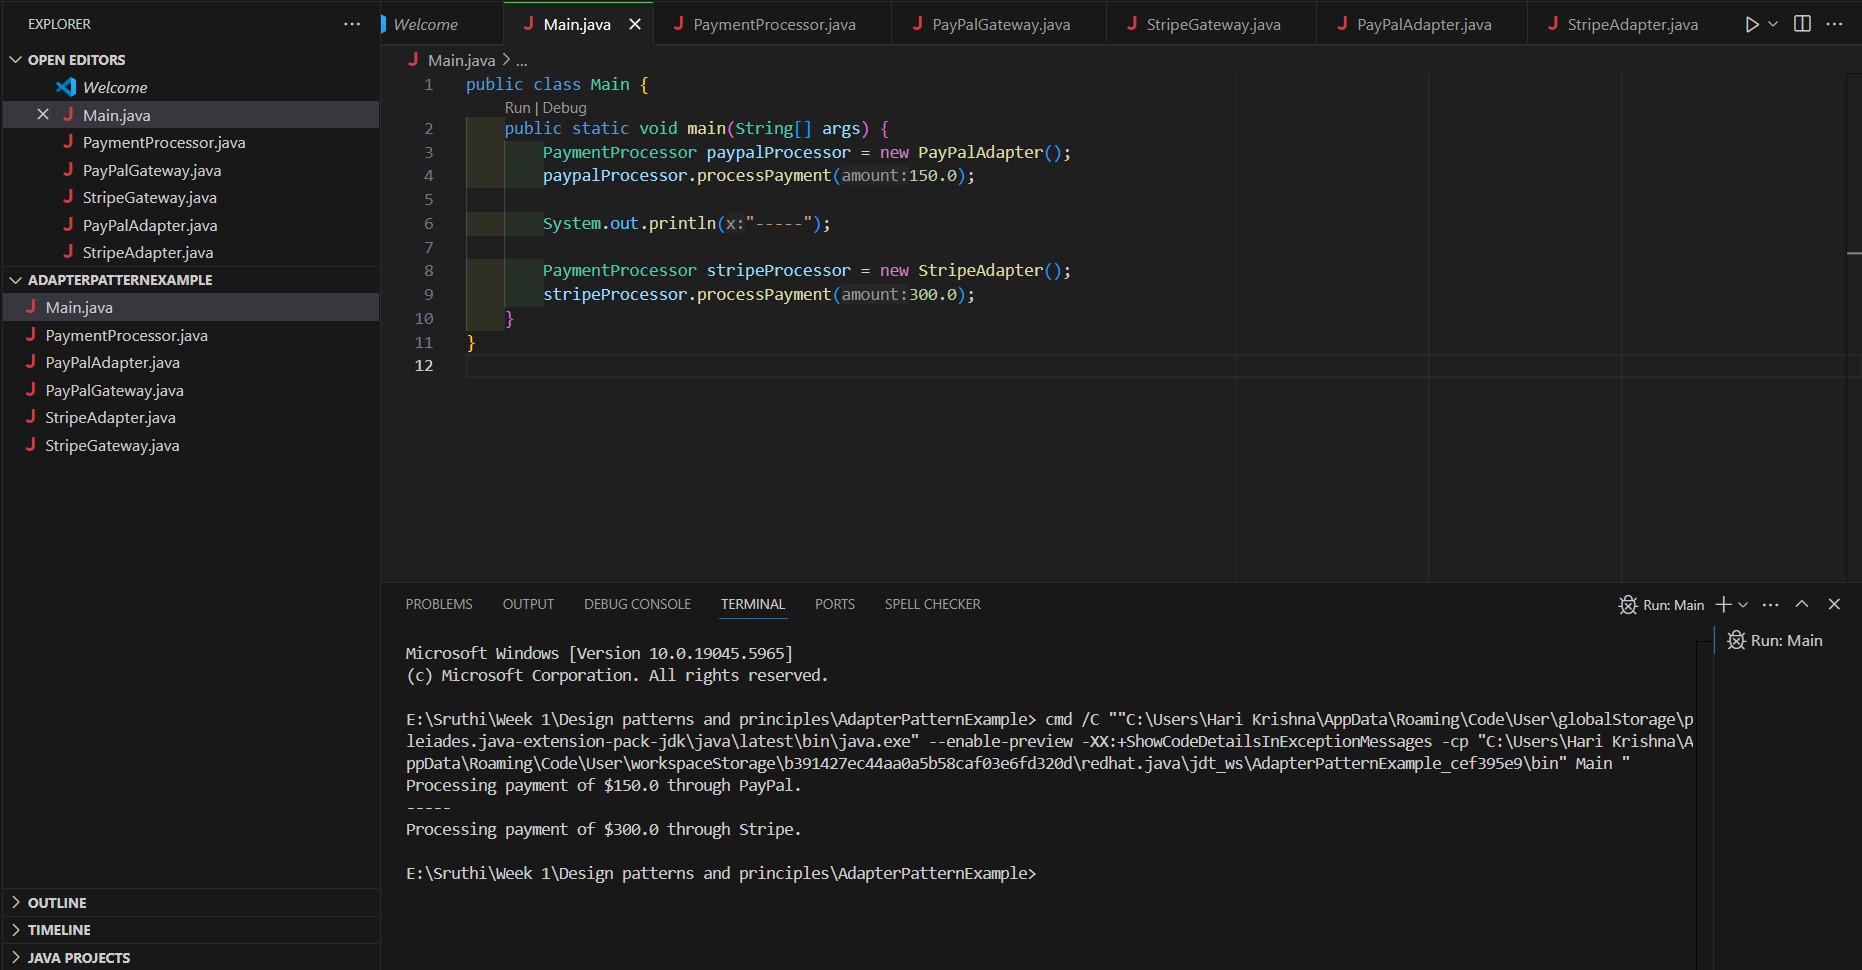 EXPLORER
OPEN EDITORS
Welcome
Main.java
PaymentProcessor.java
PayPalGateway.java
StripeGateway.java
PayPalAdapter.java
StripeAdapter.java
ADAPTERPATTERNEXAMPLE
Main.java
PaymentProcessor.java
PayPalAdapter.java
PayPalGateway.java
StripeAdapter.java
StripeGateway.java
OUTLINE
TIMELINE
JAVA PROJECTS
Welcome Main.java PaymentProcessor.java PayPalGateway.java StripeGateway.java PayPalAdapter.java StripeAdapter.java
Main.java > ...
1 public class Main {
Run | Debug
2 public static void main(String[] args) {
3 PaymentProcessor paypalProcessor = new PayPalAdapter();
4 paypalProcessor.processPayment(amount:150.0);
5
6 System.out.println(x:"-----");
7
8 PaymentProcessor stripeProcessor = new StripeAdapter();
9 stripeProcessor.processPayment(amount:300.0);
10 }
11 }
12
PROBLEMS OUTPUT DEBUG CONSOLE TERMINAL PORTS SPELL CHECKER Run: Main
Run: Main
Microsoft Windows [Version 10.0.19045.5965]
(c) Microsoft Corporation. All rights reserved.
E:\Sruthi\Week 1\Design patterns and principles\AdapterPatternExample> cmd /C ""C:\Users\Hari Krishna\AppData\Roaming\Code\User\globalStorage\p
leiades.java-extension-pack-jdk\java\latest\bin\java.exe" --enable-preview -XX:+ShowCodeDetailsInExceptionMessages -cp "C:\Users\Hari Krishna\A
ppData\Roaming\Code\User\workspaceStorage\b391427ec44aa0a5b58caf03e6fd320d\redhat.java\jdt_ws\AdapterPatternExample_cef395e9\bin" Main "
Processing payment of $150.0 through PayPal.
-----
Processing payment of $300.0 through Stripe.
E:\Sruthi\Week 1\Design patterns and principles\AdapterPatternExample>